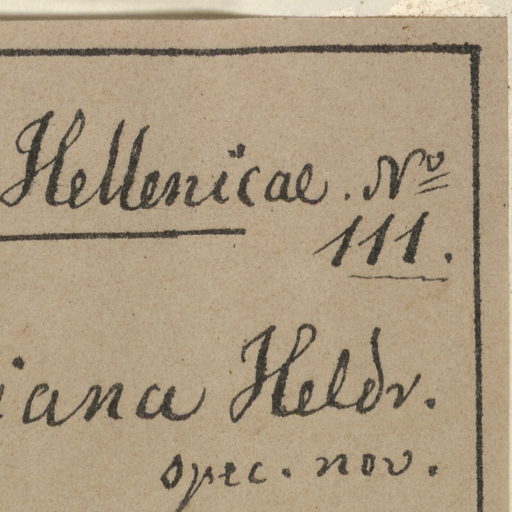 Hellenicae. No
111.
iana Heldr.
spec. nov.